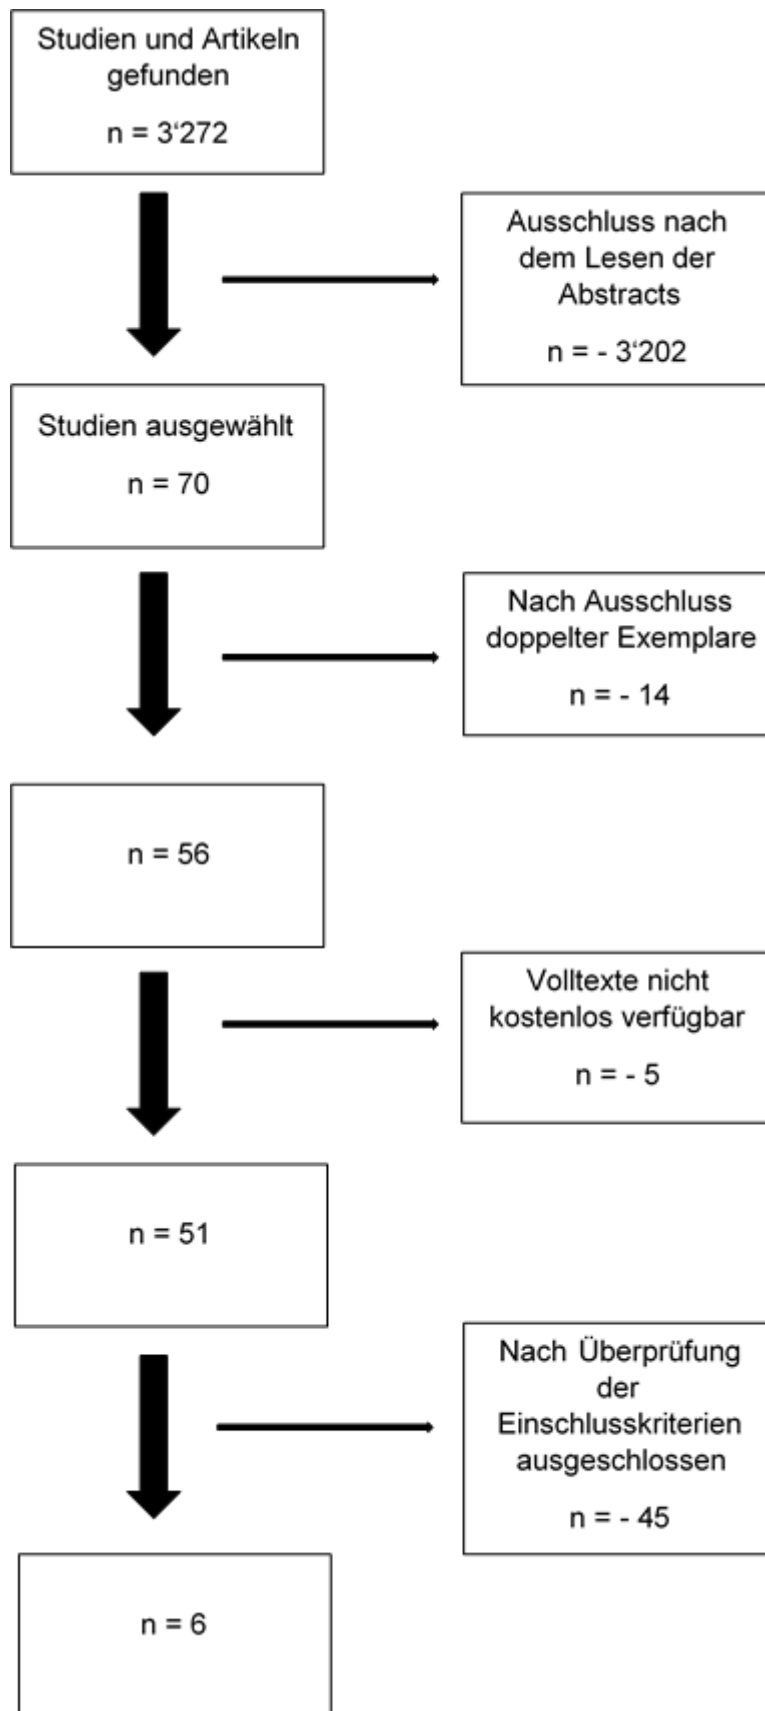 Studien und Artikeln
gefunden
n = 3‘272
Ausschluss nach
dem Lesen der
Abstracts
n = - 3‘202
Studien ausgewählt
n = 70
Nach Ausschluss
doppelter Exemplare
n = - 14
n = 56
Volltexte nicht
kostenlos verfügbar
n = - 5
n = 51
Nach Überprüfung
der
Einschlusskriterien
ausgeschlossen
n = - 45
n = 6